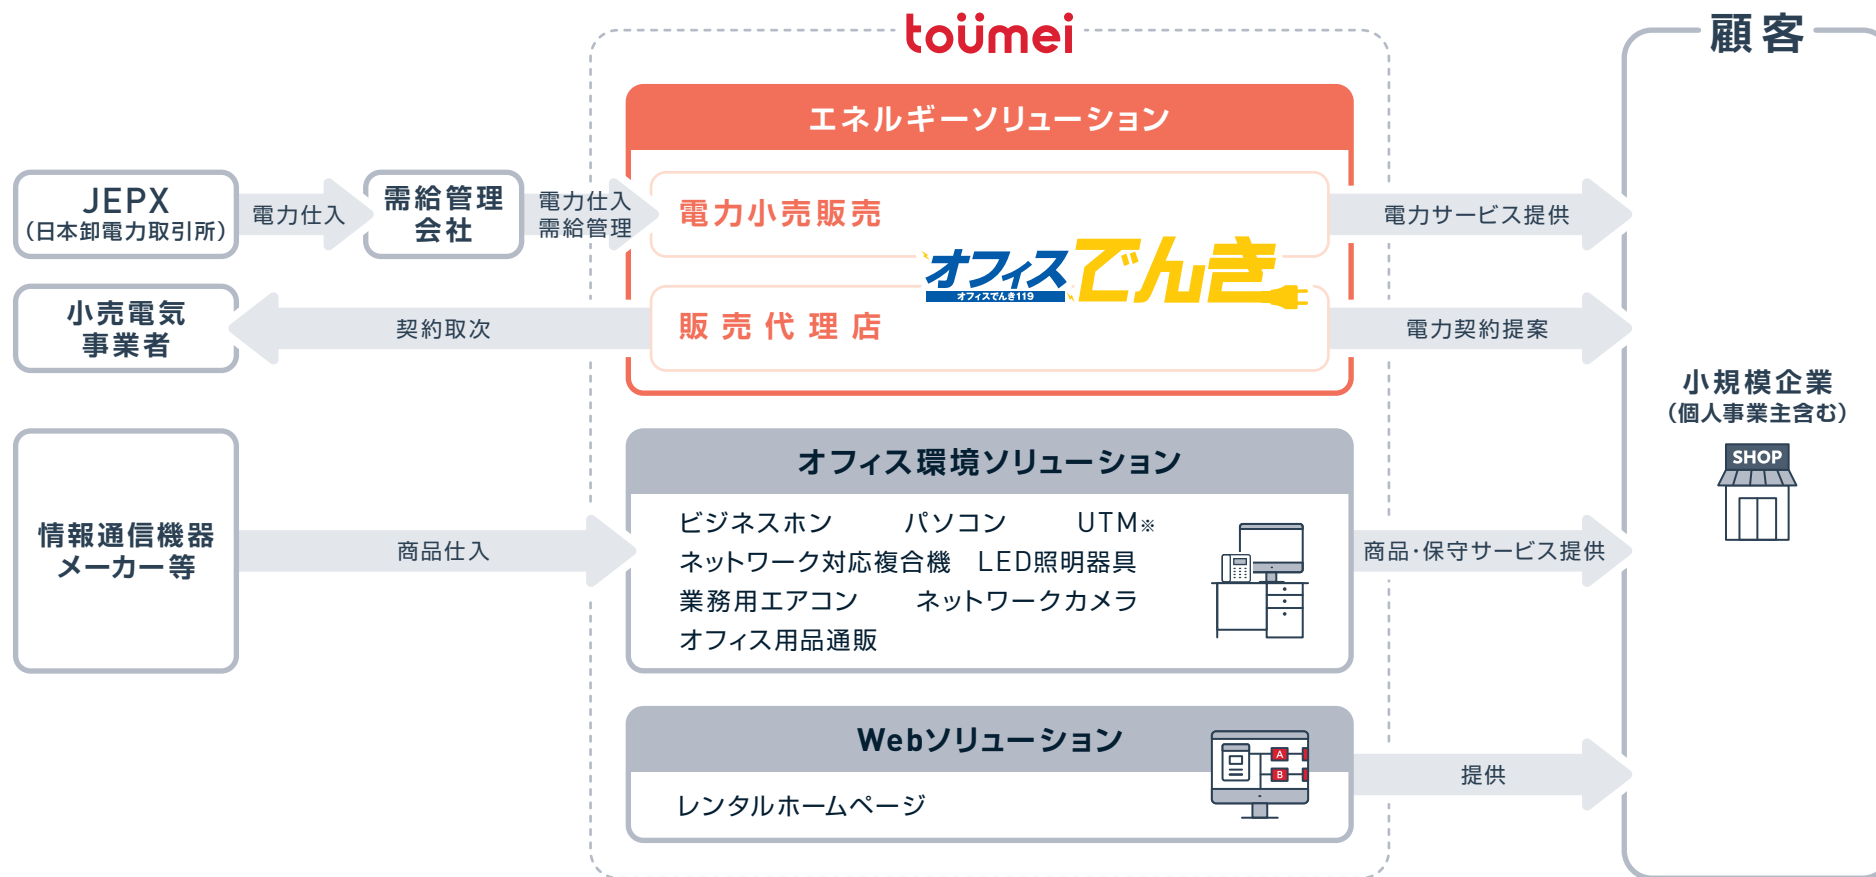 toümei
顧客
エネルギーソリューション
JEPX
（日本卸電力取引所）
電力仕入
需給管理
会社
電力仕入
需給管理
電力小売販売
電力サービス提供
オフィスでんき
オフィスでんき119
小売電気
事業者
契約取次
販売代理店
電力契約提案
小規模企業
（個人事業主含む）
SHOP
オフィス環境ソリューション
情報通信機器
メーカー等
商品仕入
ビジネスホン　パソコン　UTM※
ネットワーク対応複合機　LED照明器具
業務用エアコン　ネットワークカメラ
オフィス用品通販
商品・保守サービス提供
Webソリューション
A
B
レンタルホームページ
提供